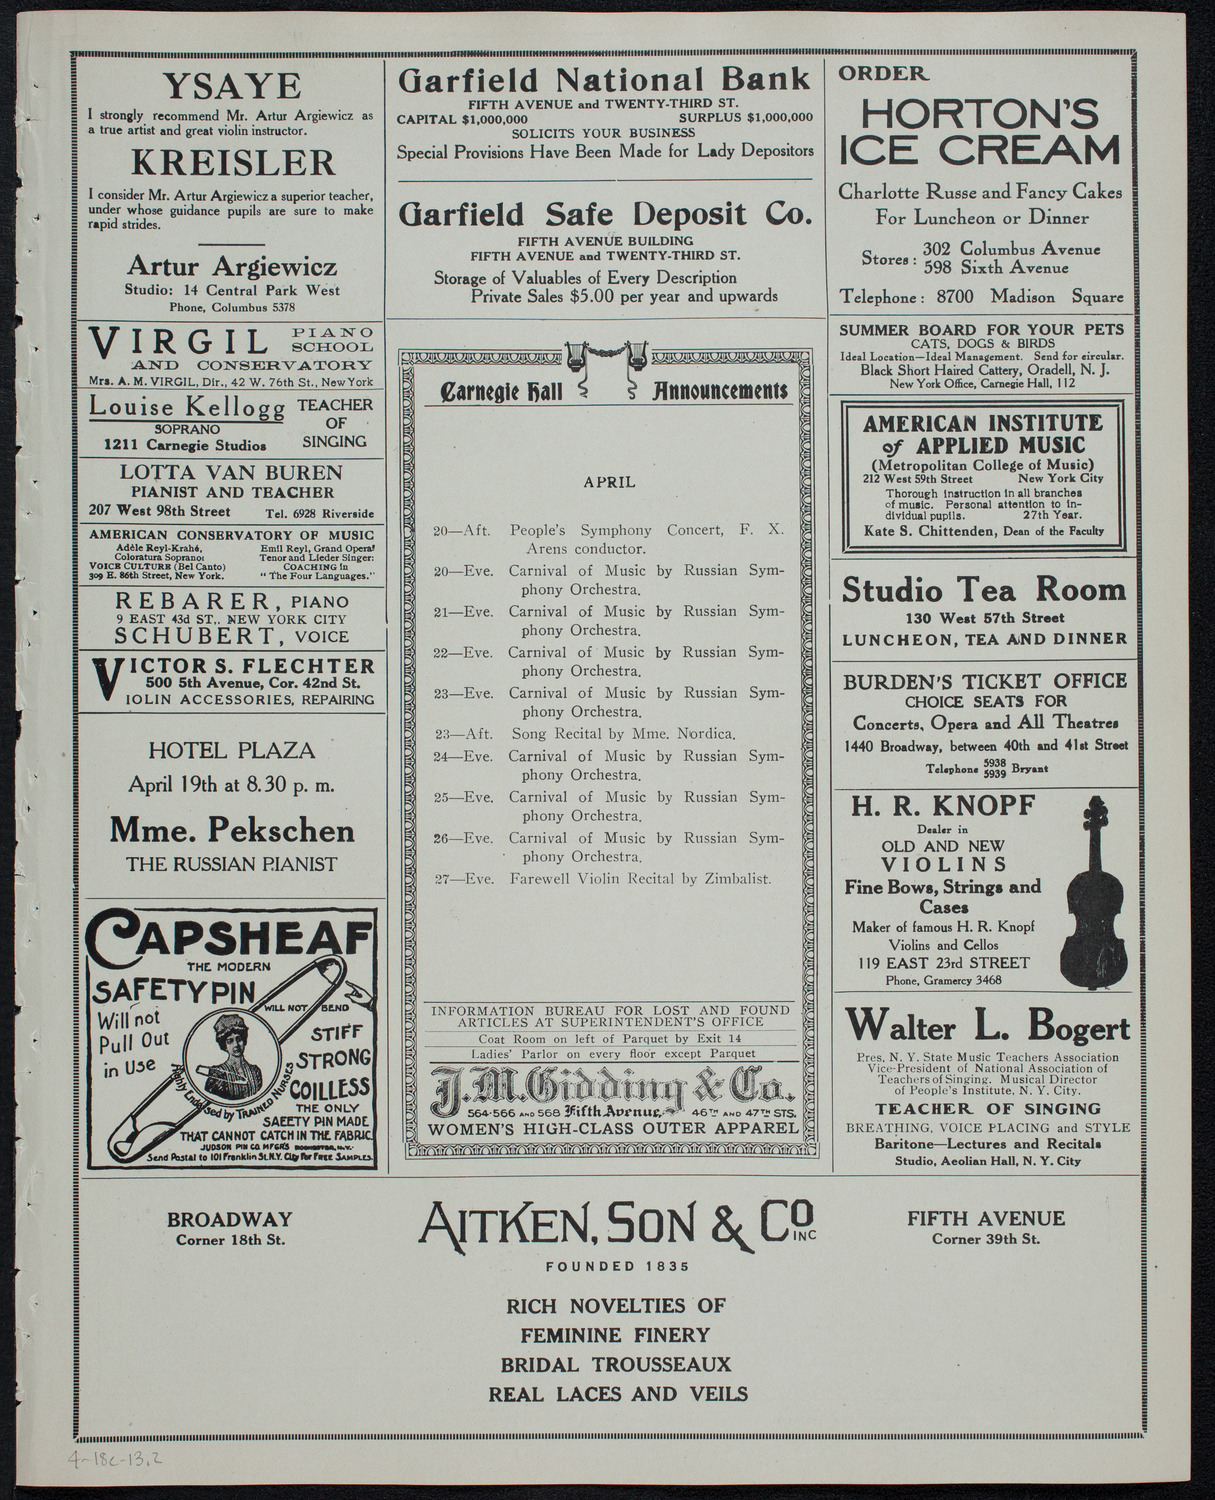 YSAYE
I strongly recommend Mr. Artur Argiewicz as
a true artist and great violin instructor.
KREISLER
I consider Mr. Artur Argiewicz a superior teacher,
under whose guidance pupils are sure to make
rapid strides.
Artur Argiewicz
Studio: 14 Central Park West
Phone, Columbus 5378
VIRGIL PIANO SCHOOL
AND CONSERVATORY
Mrs. A. M. VIRGIL, Dir., 42 W. 76th St., New York
Louise Kellogg
SOPRANO
1211 Carnegie Studios
TEACHER
OF
SINGING
LOTTA VAN BUREN
PIANIST AND TEACHER
207 West 98th Street Tel. 6928 Riverside
AMERICAN CONSERVATORY OF MUSIC
Adèle Reyl-Krahé,
Coloratura Soprano:
VOICE CULTURE (Bel Canto)
309 E. 86th Street, New York.
Emil Reyl, Grand Opera
Tenor and Lieder Singer:
COACHING in
"The Four Languages."
REBARER, PIANO
9 EAST 43d ST., NEW YORK CITY
SCHUBERT, VOICE
VICTOR S. FLECHTER
500 5th Avenue, Cor. 42nd St.
IOLIN ACCESSORIES, REPAIRING
HOTEL PLAZA
April 19th at 8.30 p. m.
Mme. Pekschen
THE RUSSIAN PIANIST
CAPSHEAF
THE MODERN
SAFETY PIN
WILL NOT BEND
Will not
Pull Out
in Use
STIFF
STRONG
COILLESS
Highly Endorsed by TRAINED NURSES
THE ONLY
SAFETY PIN MADE
THAT CANNOT CATCH IN THE FABRIC.
JUDSON PIN CO. MFGR'S ROCHESTER, N.Y.
Send Postal to 101 Franklin St. N.Y. City For FREE SAMPLES.
Garfield National Bank
FIFTH AVENUE and TWENTY-THIRD ST.
CAPITAL $1,000,000 SURPLUS $1,000,000
SOLICITS YOUR BUSINESS
Special Provisions Have Been Made for Lady Depositors
Garfield Safe Deposit Co.
FIFTH AVENUE BUILDING
FIFTH AVENUE and TWENTY-THIRD ST.
Storage of Valuables of Every Description
Private Sales $5.00 per year and upwards
Carnegie Hall Announcements
APRIL
20—Aft. People's Symphony Concert, F. X.
Arens conductor.
20—Eve. Carnival of Music by Russian Sym-
phony Orchestra.
21—Eve. Carnival of Music by Russian Sym-
phony Orchestra.
22—Eve. Carnival of Music by Russian Sym-
phony Orchestra.
23—Eve. Carnival of Music by Russian Sym-
phony Orchestra.
23—Aft. Song Recital by Mme. Nordica.
24—Eve. Carnival of Music by Russian Sym-
phony Orchestra.
25—Eve. Carnival of Music by Russian Sym-
phony Orchestra.
26—Eve. Carnival of Music by Russian Sym-
phony Orchestra.
27—Eve. Farewell Violin Recital by Zimbalist.
INFORMATION BUREAU FOR LOST AND FOUND
ARTICLES AT SUPERINTENDENT'S OFFICE
Coat Room on left of Parquet by Exit 14
Ladies' Parlor on every floor except Parquet
J.M. Gidding & Co.
564-566 AND 568 Fifth Avenue, 46TH AND 47TH STS.
WOMEN'S HIGH-CLASS OUTER APPAREL
ORDER
HORTON'S
ICE CREAM
Charlotte Russe and Fancy Cakes
For Luncheon or Dinner
Stores: 302 Columbus Avenue
598 Sixth Avenue
Telephone: 8700 Madison Square
SUMMER BOARD FOR YOUR PETS
CATS, DOGS & BIRDS
Ideal Location—Ideal Management. Send for circular.
Black Short Haired Cattery, Oradell, N. J.
New York Office, Carnegie Hall, 112
AMERICAN INSTITUTE
of APPLIED MUSIC
(Metropolitan College of Music)
212 West 59th Street New York City
Thorough instruction in all branches
of music. Personal attention to in-
dividual pupils. 27th Year.
Kate S. Chittenden, Dean of the Faculty
Studio Tea Room
130 West 57th Street
LUNCHEON, TEA AND DINNER
BURDEN'S TICKET OFFICE
CHOICE SEATS FOR
Concerts, Opera and All Theatres
1440 Broadway, between 40th and 41st Street
Telephone 5938 5939 Bryant
H. R. KNOPF
Dealer in
OLD AND NEW
VIOLINS
Fine Bows, Strings and
Cases
Maker of famous H. R. Knopf
Violins and Cellos
119 EAST 23rd STREET
Phone, Gramercy 3468
Walter L. Bogert
Pres. N. Y. State Music Teachers Association
Vice-President of National Association of
Teachers of Singing. Musical Director
of People's Institute, N. Y. City.
TEACHER OF SINGING
BREATHING, VOICE PLACING and STYLE
Baritone—Lectures and Recitals
Studio, Aeolian Hall, N. Y. City
BROADWAY
Corner 18th St.
AITKEN, SON & CO INC
FOUNDED 1835
RICH NOVELTIES OF
FEMININE FINERY
BRIDAL TROUSSEAUX
REAL LACES AND VEILS
FIFTH AVENUE
Corner 39th St.
4-18c-13.2